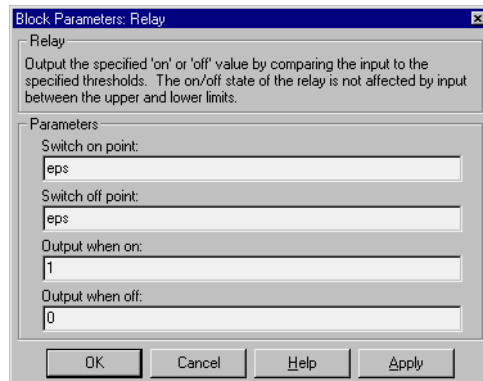 Block Parameters: Relay
Relay
Output the specified 'on' or 'off' value by comparing the input to the
specified thresholds.  The on/off state of the relay is not affected by input
between the upper and lower limits.
Parameters
Switch on point:
eps
Switch off point:
eps
Output when on:
1
Output when off:
0
OK Cancel Help Apply